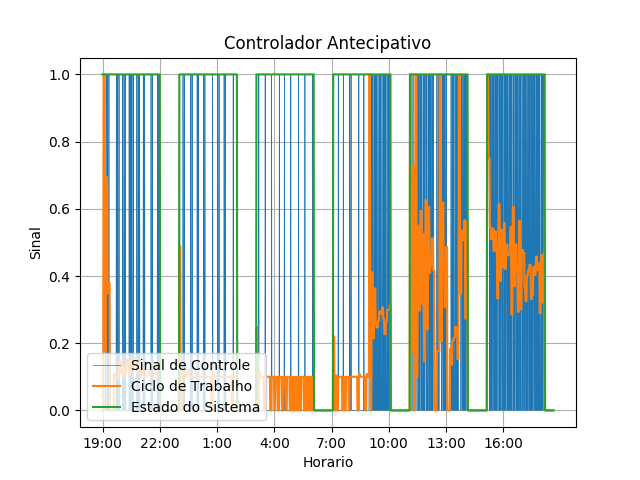 Controlador Antecipativo
Sinal
1.0
0.8
0.6
0.4
0.2
0.0
Sinal de Controle
Ciclo de Trabalho
Estado do Sistema
19:00 22:00 1:00 4:00 7:00 10:00 13:00 16:00
Horario